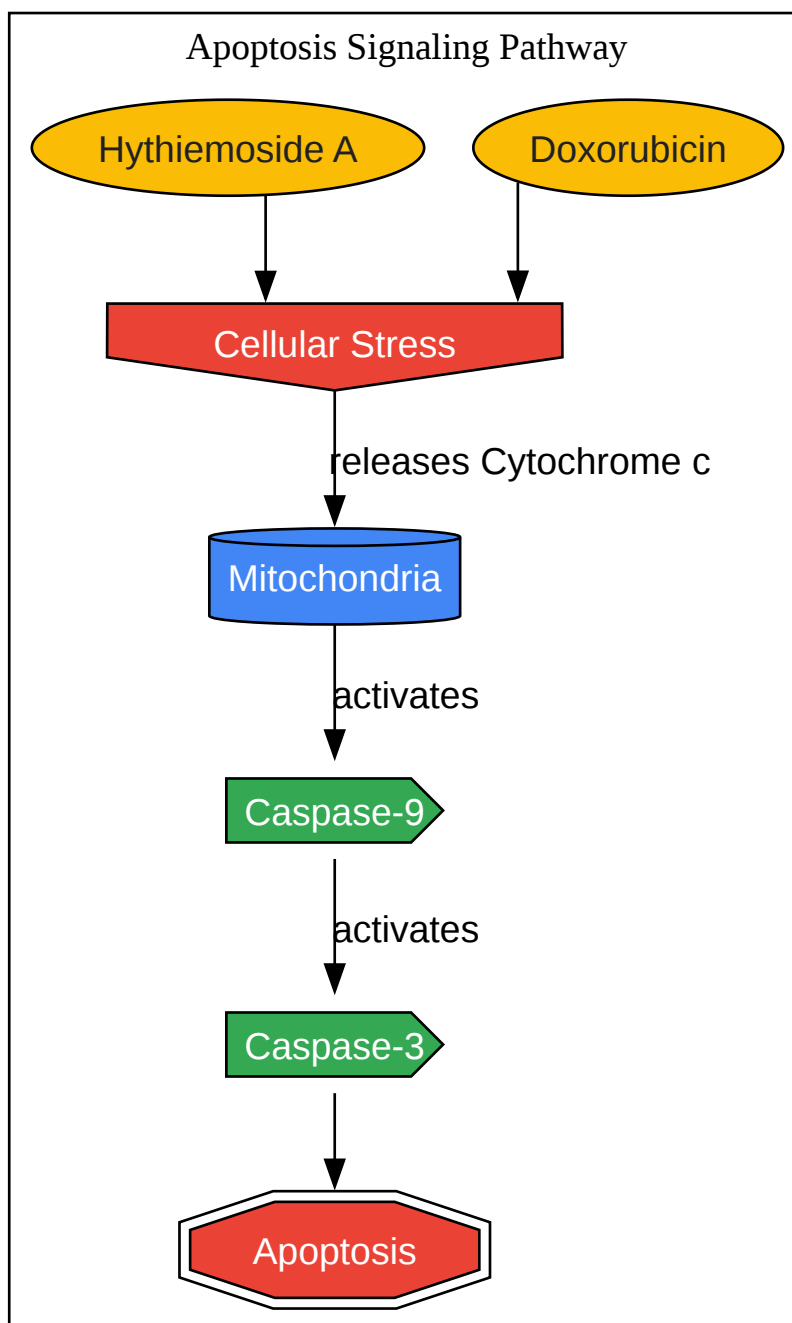 Apoptosis Signaling Pathway
Hythiemoside A
Doxorubicin
Cellular Stress
releases Cytochrome c
Mitochondria
activates
Caspase-9
activates
Caspase-3
Apoptosis